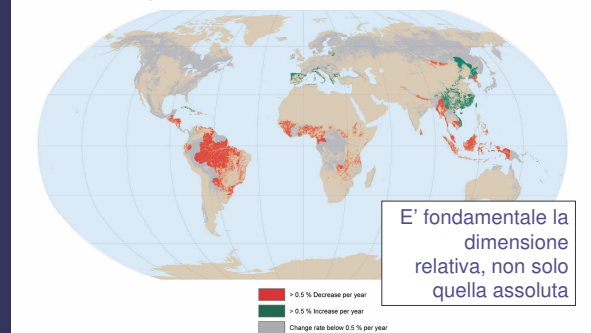 E' fondamentale la
dimensione
relativa, non solo
quella assoluta
> 0.5 % Decrease per year
> 0.5 % Increase per year
Change rate below 0.5 % per year